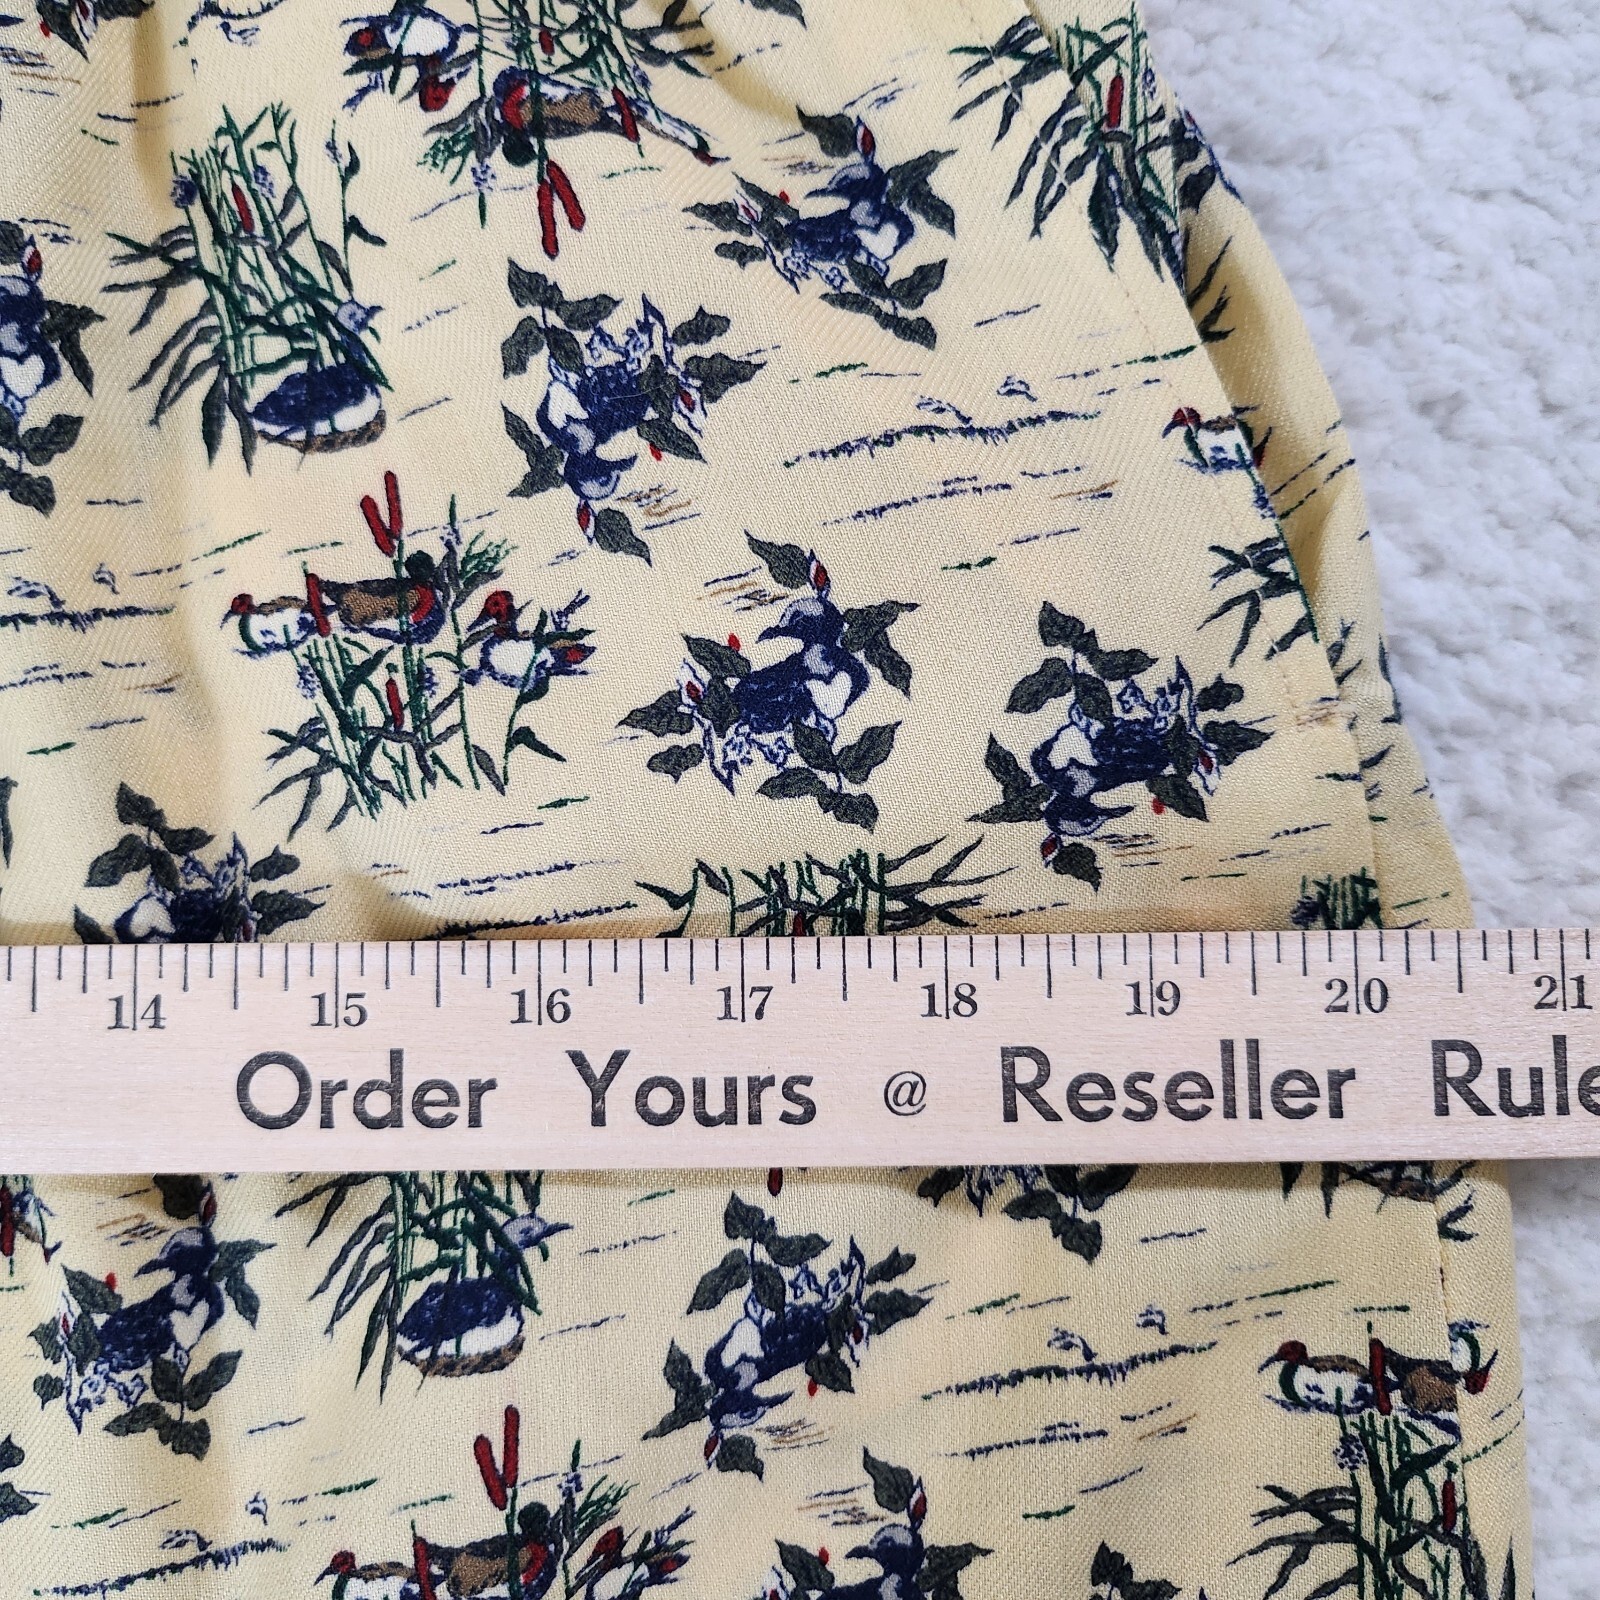 14 15 16 17 18 19 20 21
Order Yours @ Reseller Rule